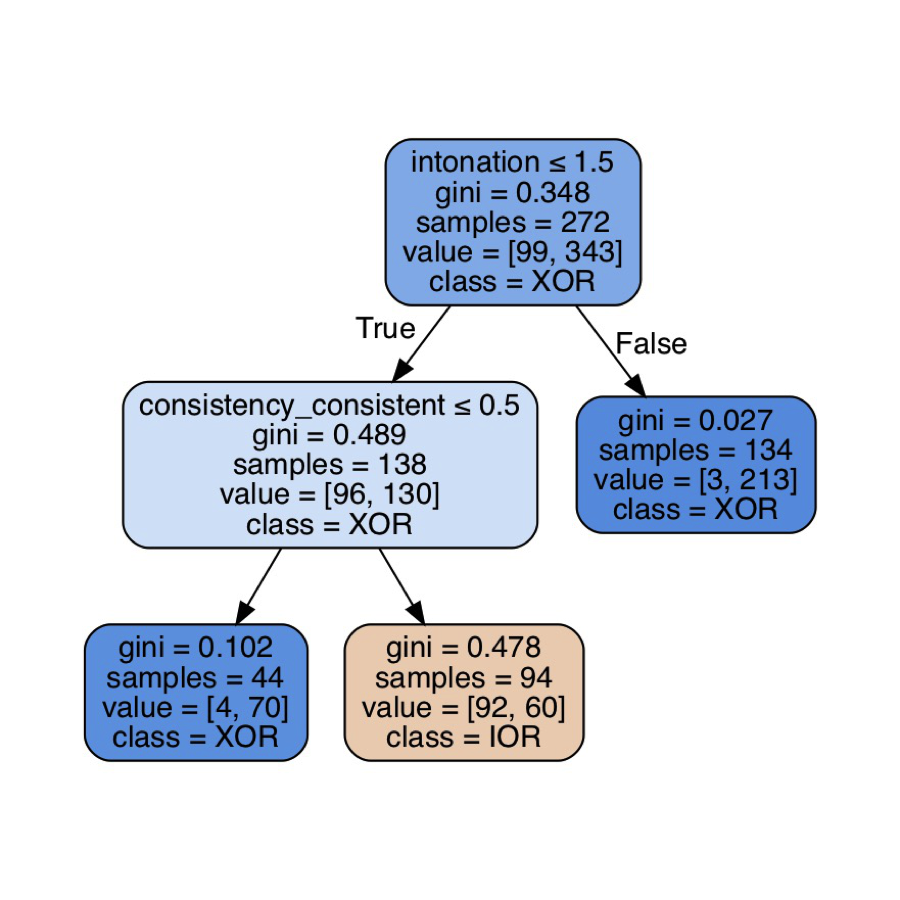 intonation ≤ 1.5
gini = 0.348
samples = 272
value = [99, 343]
class = XOR
True
False
consistency_consistent ≤ 0.5
gini = 0.489
samples = 138
value = [96, 130]
class = XOR
gini = 0.027
samples = 134
value = [3, 213]
class = XOR
gini = 0.102
samples = 44
value = [4, 70]
class = XOR
gini = 0.478
samples = 94
value = [92, 60]
class = IOR